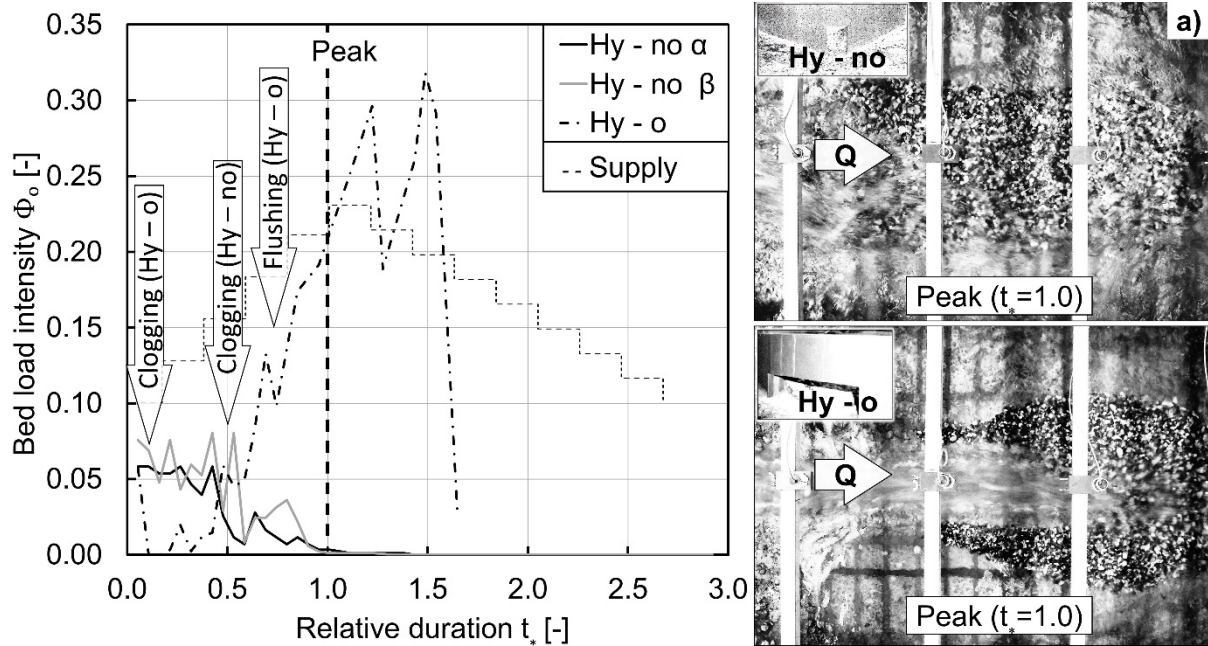 0.35
0.30
0.25
0.20
0.15
0.10
0.05
0.00
Bed load intensity Φₒ [-]
0.0
0.5
1.0
1.5
2.0
2.5
3.0
Relative duration t* [-]
Clogging (Hy – o)
Clogging (Hy – no)
Flushing (Hy – o)
Peak
Hy - no α
Hy - no β
Hy - o
Supply
a)
Hy - no
Q
Peak (t*=1.0)
Hy - o
Q
Peak (t*=1.0)